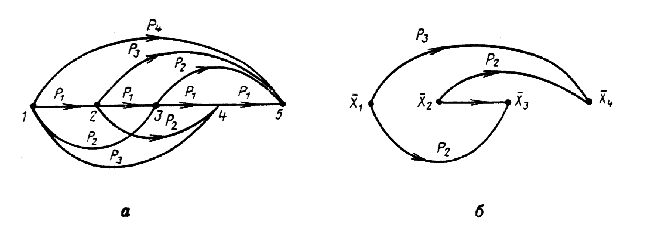 P₄
P₃
P₂
P₁ P₁ P₁ P₁
1 2 3 4 5
P₂ P₂
P₃
а
P₃
P₂
X̄₁ X̄₂ X̄₃ X̄₄
P₂
б